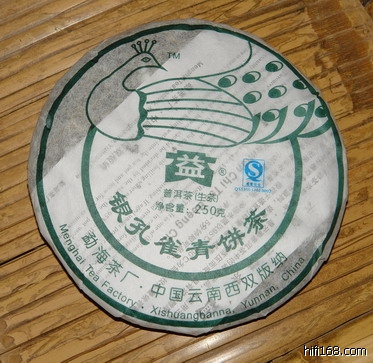 TM
益®
普洱茶(生茶)
净含量:250克
银孔雀青饼茶
勐海茶厂·中国云南西双版纳
Menghai Tea Factory · Xishuangbanna, Yunnan, China
hifi168.com